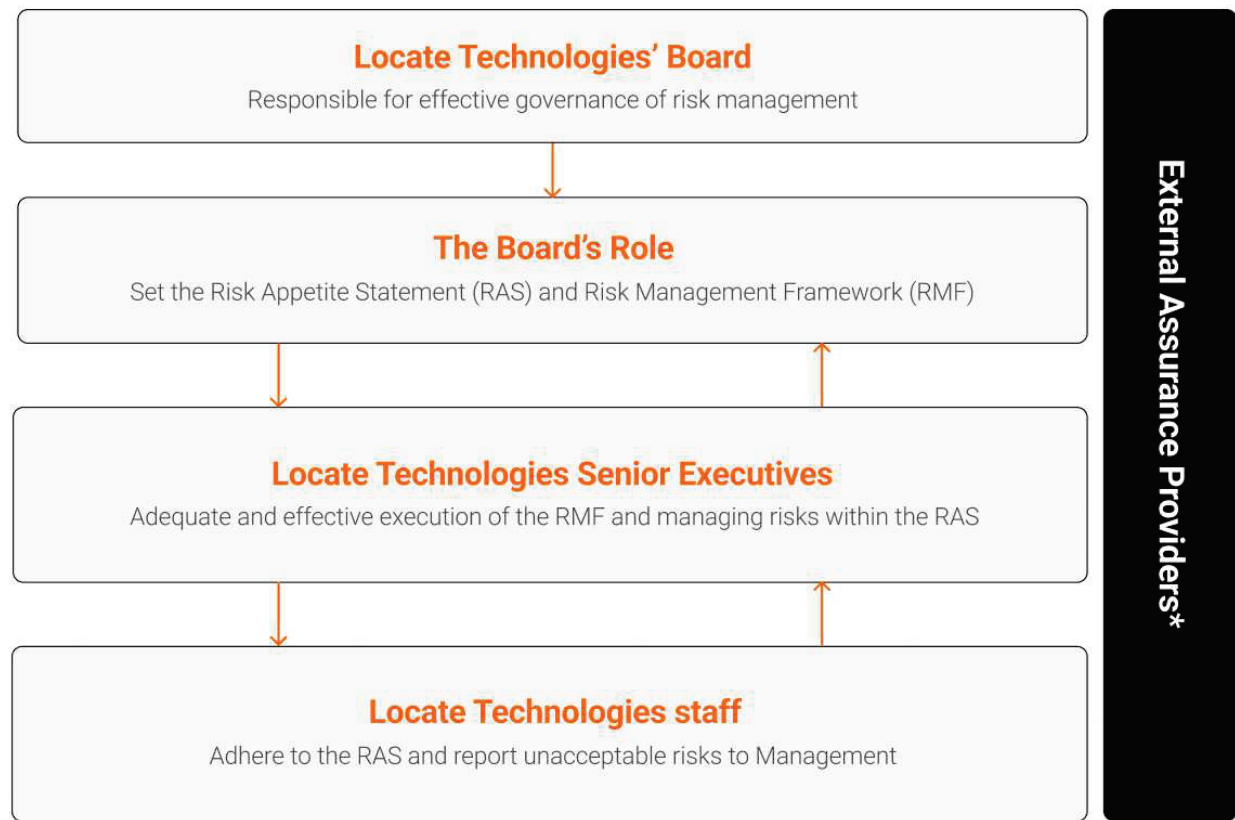 Locate Technologies’ Board
Responsible for effective governance of risk management
The Board’s Role
Set the Risk Appetite Statement (RAS) and Risk Management Framework (RMF)
Locate Technologies Senior Executives
Adequate and effective execution of the RMF and managing risks within the RAS
Locate Technologies staff
Adhere to the RAS and report unacceptable risks to Management
External Assurance Providers*